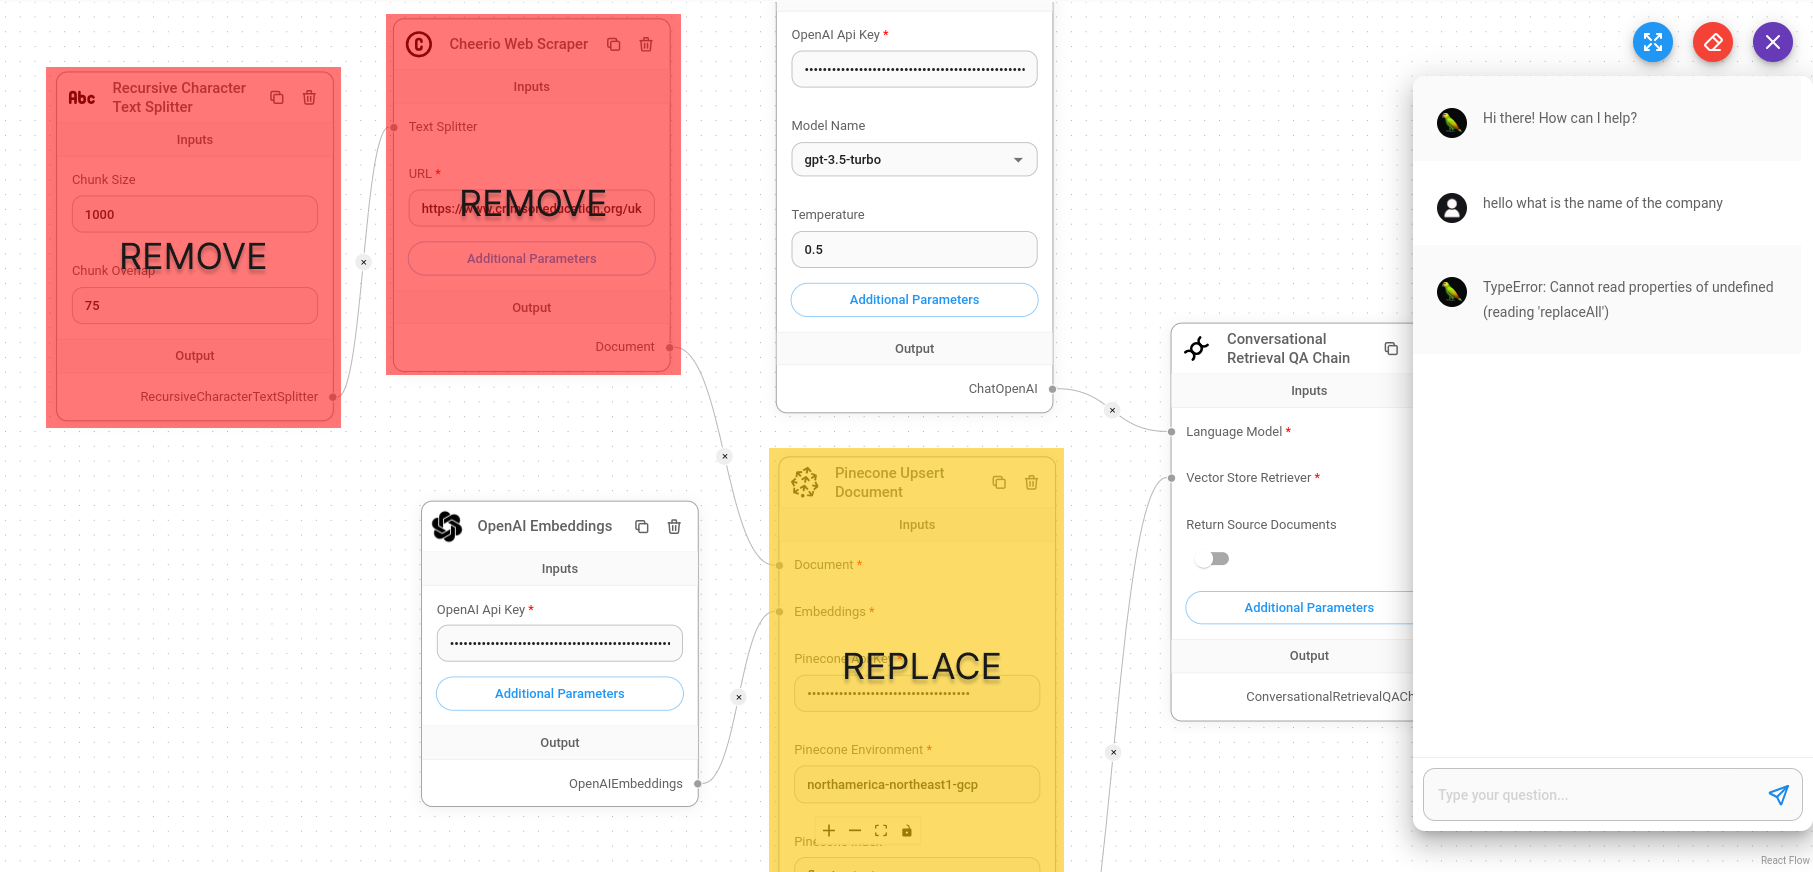 Abc
Recursive Character
Text Splitter
Inputs
Chunk Size
1000
REMOVE
Chunk Overlap
75
Output
RecursiveCharacterTextSplitter
C
Cheerio Web Scraper
Inputs
Text Splitter
URL *
REMOVE
https://www.crimsoneducation.org/uk
Additional Parameters
Output
Document
OpenAI Embeddings
Inputs
OpenAI Api Key *
••••••••••••••••••••••••••••••••••••••••••••••••
Additional Parameters
Output
OpenAIEmbeddings
OpenAI Api Key *
••••••••••••••••••••••••••••••••••••••••••••••••
Model Name
gpt-3.5-turbo
Temperature
0.5
Additional Parameters
Output
ChatOpenAI
Pinecone Upsert
Document
Inputs
Document *
Embeddings *
Pinecone Api Key *
REPLACE
••••••••••••••••••••••••••••••••••••
Pinecone Environment *
northamerica-northeast1-gcp
Pinecone Index
Conversational
Retrieval QA Chain
Inputs
Language Model *
Vector Store Retriever *
Return Source Documents
Additional Parameters
Output
ConversationalRetrievalQACh
Hi there! How can I help?
hello what is the name of the company
TypeError: Cannot read properties of undefined
(reading 'replaceAll')
Type your question...
React Flow